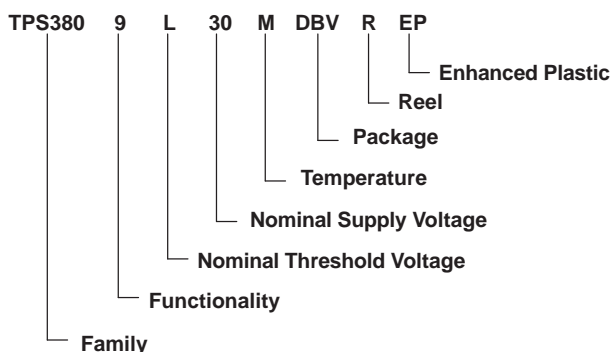 TPS380 9 L 30 M DBV R EP
Enhanced Plastic
Reel
Package
Temperature
Nominal Supply Voltage
Nominal Threshold Voltage
Functionality
Family